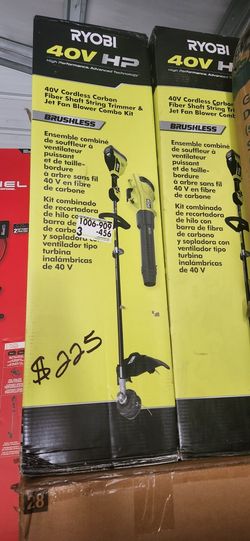 RYOBI
40V HP
High Performance Advanced Technology
40V Cordless Carbon
Fiber Shaft String Trimmer &
Jet Fan Blower Combo Kit
BRUSHLESS
Ensemble combiné
de souffleur à
ventilateur
puissant
et de taille-
bordure
à arbre sans fil
40 V en fibre
de carbone
Kit combinado
de recortadora
de hilo con
barra de fibra
de carbono
y sopladora con
ventilador tipo
turbina
inalámbricas
de 40 V
1006-909
3
-456
$225
RYOBI
40V HP
High Performance Advanced
40V Cordless Carbon
Fiber Shaft String Trimmer
Jet Fan Blower Comb
BRUSHLESS
Ensemble combiné
de souffleur à
ventilateur
puissant
et de taille-
bordure
à arbre sans fil
40 V en fibre
de carbone
Kit combinado
de recortadora
de hilo con
barra de fibra
de carbono
y sopladora con
ventilador tipo
turbina
inalámbricas
de 40 V
28